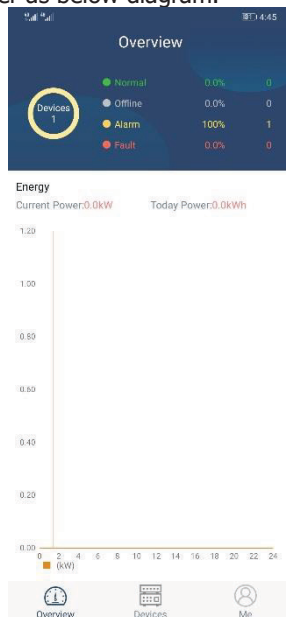 er as below diagram.
4:45
Overview
Devices
1
Normal 0.0% 0
Offline 0.0% 0
Alarm 100% 1
Fault 0.0% 0
Energy
Current Power:0.0kW Today Power:0.0kWh
1.20
1.00
0.80
0.60
0.40
0.20
0.00
0 2 4 6 8 10 12 14 16 18 20 22 24
(kW)
Overview Devices Me